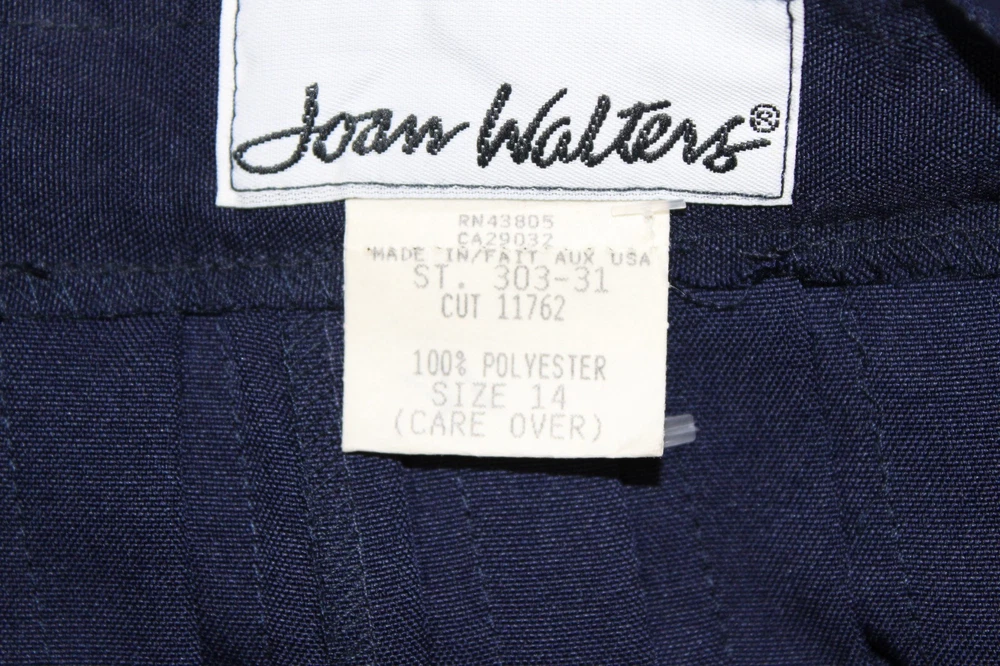 Joan Walters®
RN43805
CA29032
MADE IN/FAIT AUX USA
ST. 303-31
CUT 11762
100% POLYESTER
SIZE 14
(CARE OVER)